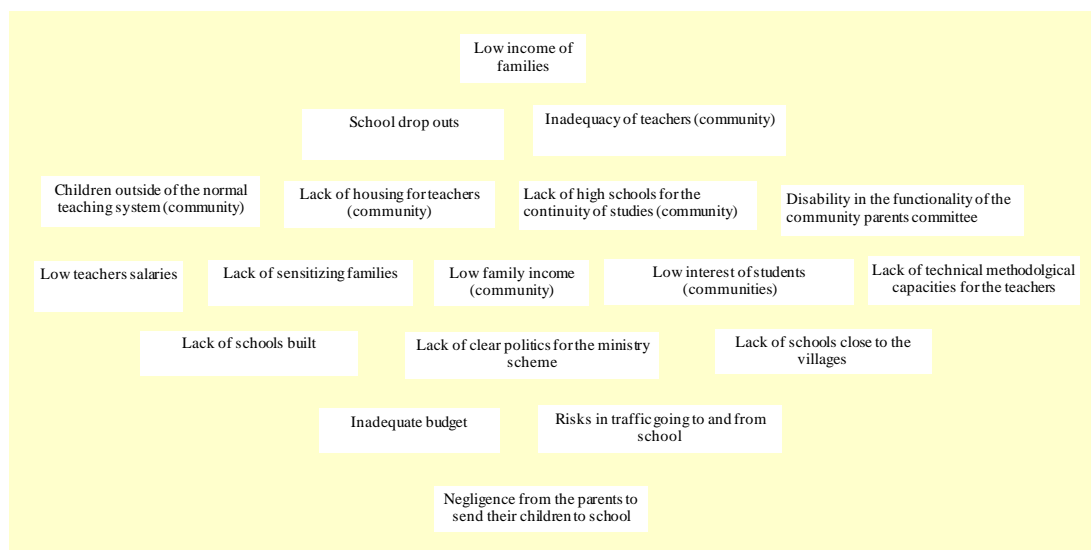 Low income of
families
School drop outs
Inadequacy of teachers (community)
Children outside of the normal
teaching system (community)
Lack of housing for teachers
(community)
Lack of high schools for the
continuity of studies (community)
Disability in the functionality of the
community parents committee
Low teachers salaries
Lack of sensitizing families
Low family income
(community)
Low interest of students
(communities)
Lack of technical methodolgical
capacities for the teachers
Lack of schools built
Lack of clear politics for the ministry
scheme
Lack of schools close to the
villages
Inadequate budget
Risks in traffic going to and from
school
Negligence from the parents to
send their children to school